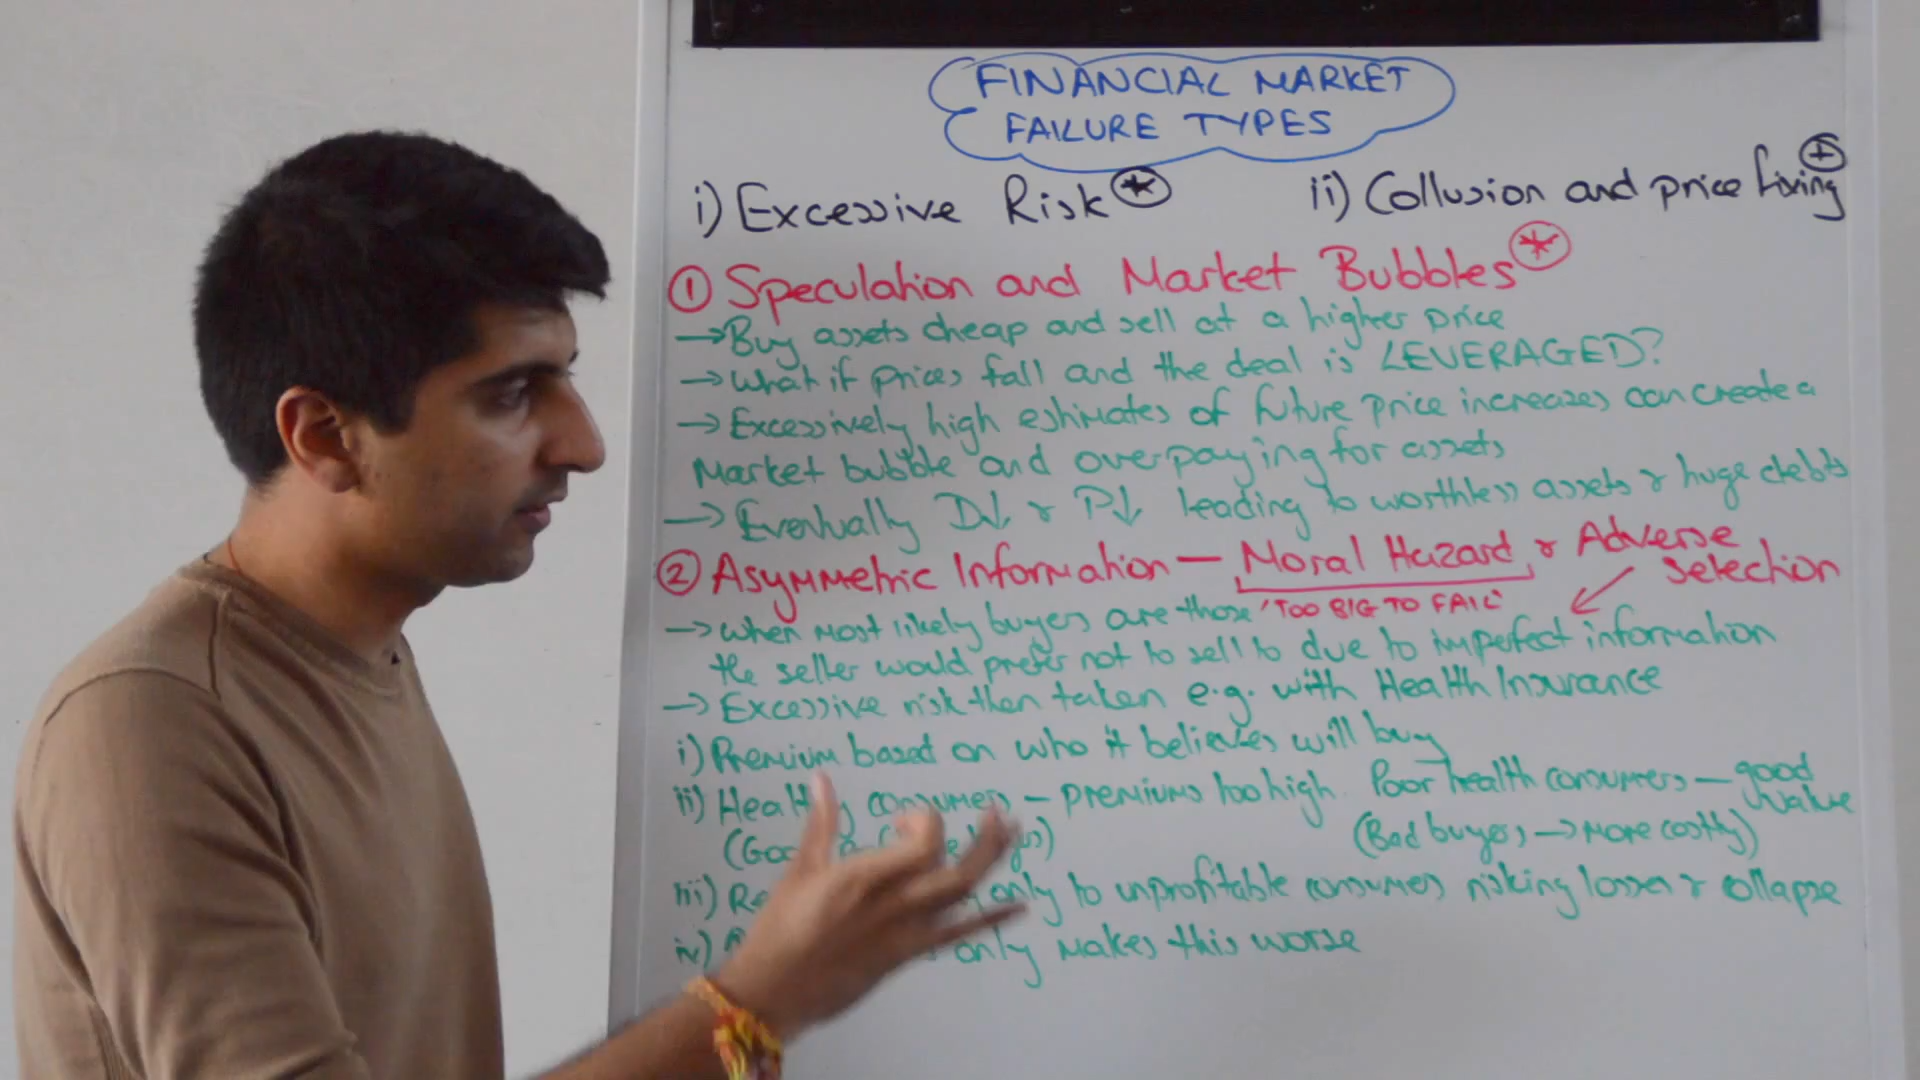 FINANCIAL MARKET
FAILURE TYPES
i) Excessive Risk *
ii) Collusion and price fixing +
① Speculation and Market Bubbles *
→ Buy assets cheap and sell at a higher price
→ What if prices fall and the deal is LEVERAGED?
→ Excessively high estimates of future price increases can create a
Market bubble and overpaying for assets
→ Eventually D↓ & P↓ leading to worthless assets & huge debts
② Asymmetric Information — Moral Hazard & Adverse
Selection
'TOO BIG TO FAIL'
→ When most likely buyers are those
the seller would prefer not to sell to due to imperfect information
→ Excessive risk then taken e.g. with Health Insurance
i) Premium based on who it believes will buy
ii) Healthy consumers – premiums too high. Poor health consumers – good
value
(Bad buyers → more costly)
iii) only to unprofitable consumers risking losses & collapse
iv) only makes this worse